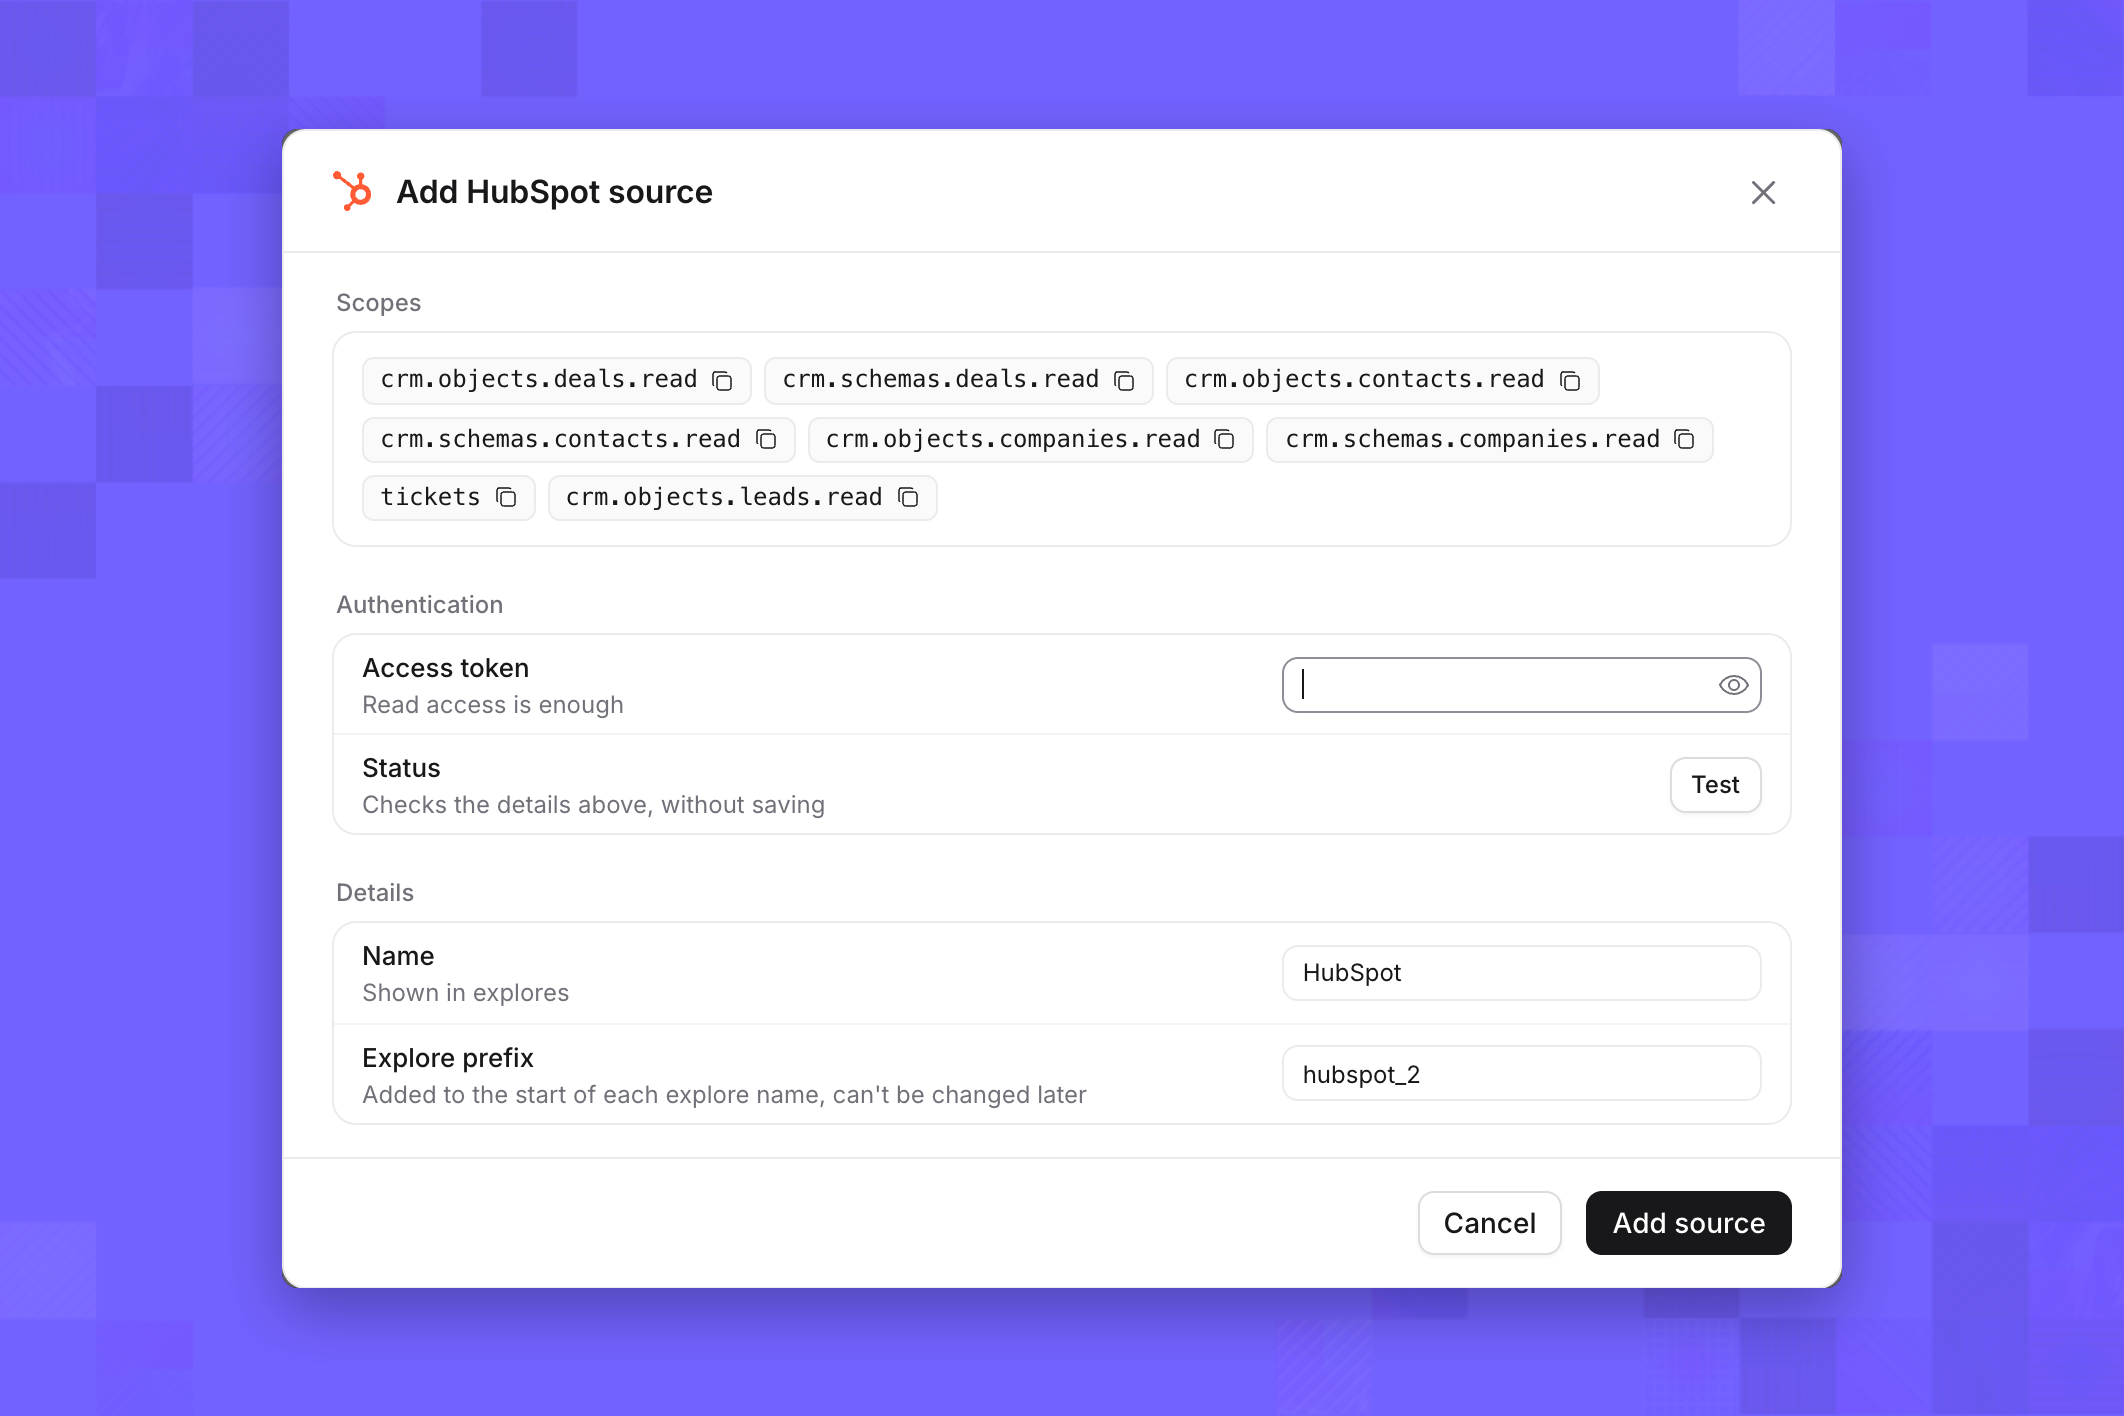 Add HubSpot source
Scopes
crm.objects.deals.read crm.schemas.deals.read crm.objects.contacts.read
crm.schemas.contacts.read crm.objects.companies.read crm.schemas.companies.read
tickets crm.objects.leads.read
Authentication
Access token
Read access is enough
Status
Checks the details above, without saving
Test
Details
Name
Shown in explores
HubSpot
Explore prefix
Added to the start of each explore name, can't be changed later
hubspot_2
Cancel Add source